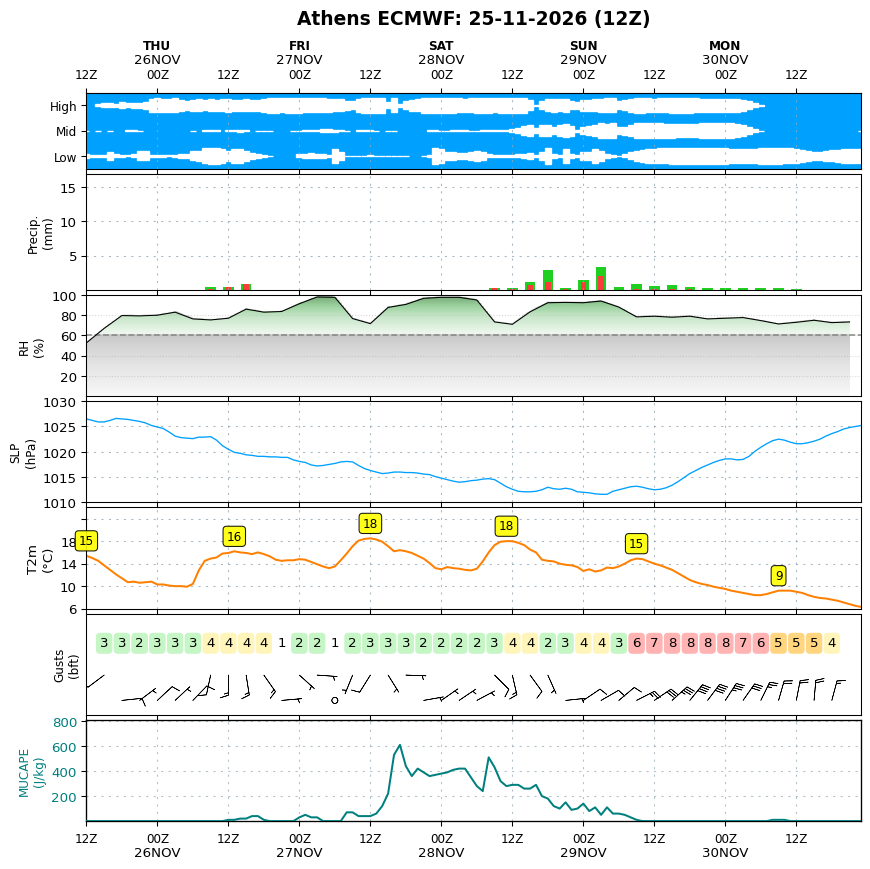 Athens ECMWF: 25-11-2026 (12Z)
THU FRI SAT SUN MON
26NOV 27NOV 28NOV 29NOV 30NOV
12Z 00Z 12Z 00Z 12Z 00Z 12Z 00Z 12Z 00Z 12Z
High
Mid
Low
Precip.
(mm)
15
10
5
RH
(%)
100
80
60
40
20
SLP
(hPa)
1030
1025
1020
1015
1010
T2m
(°C)
18
14
10
6
15 16 18 18 15 9
Gusts
(bft)
3 3 2 3 3 3 4 4 4 4 1 2 2 1 2 3 3 3 2 2 2 2 3 4 4 2 3 4 4 3 6 7 8 8 8 8 7 6 5 5 5 4
MUCAPE
(J/kg)
800
600
400
200
12Z 00Z 12Z 00Z 12Z 00Z 12Z 00Z 12Z 00Z 12Z
26NOV 27NOV 28NOV 29NOV 30NOV